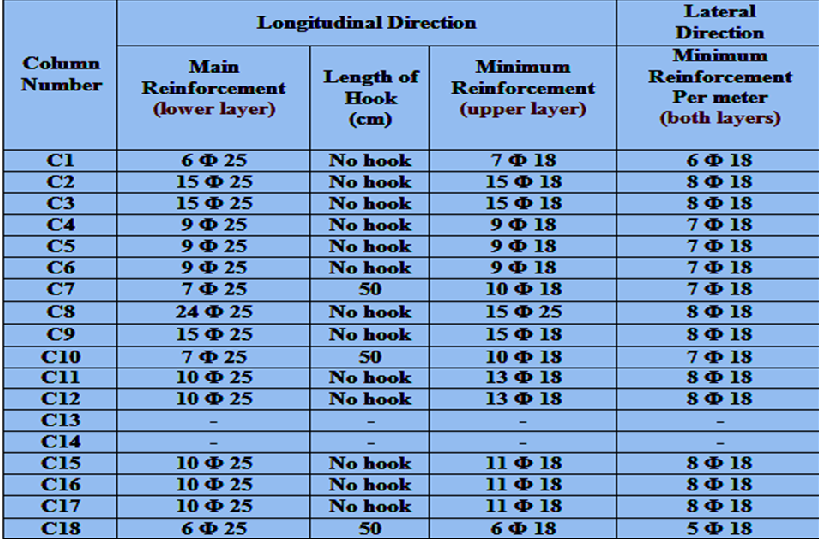 Column Number | Longitudinal Direction | Lateral Direction
Main Reinforcement (lower layer) | Length of Hook (cm) | Minimum Reinforcement (upper layer) | Minimum Reinforcement Per meter (both layers)
C1 | 6 Φ 25 | No hook | 7 Φ 18 | 6 Φ 18
C2 | 15 Φ 25 | No hook | 15 Φ 18 | 8 Φ 18
C3 | 15 Φ 25 | No hook | 15 Φ 18 | 8 Φ 18
C4 | 9 Φ 25 | No hook | 9 Φ 18 | 7 Φ 18
C5 | 9 Φ 25 | No hook | 9 Φ 18 | 7 Φ 18
C6 | 9 Φ 25 | No hook | 9 Φ 18 | 7 Φ 18
C7 | 7 Φ 25 | 50 | 10 Φ 18 | 7 Φ 18
C8 | 24 Φ 25 | No hook | 15 Φ 25 | 8 Φ 18
C9 | 15 Φ 25 | No hook | 15 Φ 18 | 8 Φ 18
C10 | 7 Φ 25 | 50 | 10 Φ 18 | 7 Φ 18
C11 | 10 Φ 25 | No hook | 13 Φ 18 | 8 Φ 18
C12 | 10 Φ 25 | No hook | 13 Φ 18 | 8 Φ 18
C13 | - | - | - | -
C14 | - | - | - | -
C15 | 10 Φ 25 | No hook | 11 Φ 18 | 8 Φ 18
C16 | 10 Φ 25 | No hook | 11 Φ 18 | 8 Φ 18
C17 | 10 Φ 25 | No hook | 11 Φ 18 | 8 Φ 18
C18 | 6 Φ 25 | 50 | 6 Φ 18 | 5 Φ 18